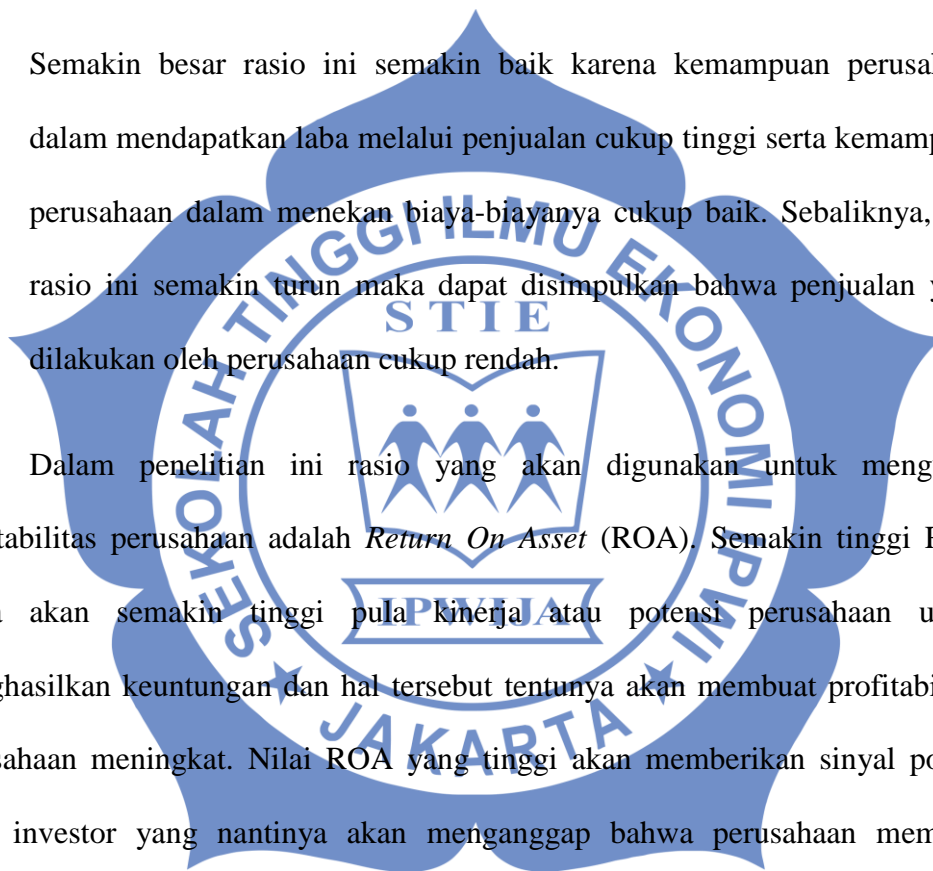 Semakin besar rasio ini semakin baik karena kemampuan perusal
dalam mendapatkan laba melalui penjualan cukup tinggi serta kemamp
perusahaan dalam menekan biaya-biayanya cukup baik. Sebaliknya,
rasio ini semakin turun maka dapat disimpulkan bahwa penjualan y
dilakukan oleh perusahaan cukup rendah.
Dalam penelitian ini rasio yang akan digunakan untuk meng
tabilitas perusahaan adalah Return On Asset (ROA). Semakin tinggi
a akan semakin tinggi pula kinerja atau potensi perusahaan u
ghasilkan keuntungan dan hal tersebut tentunya akan membuat profitabi
sahaan meningkat. Nilai ROA yang tinggi akan memberikan sinyal po
investor yang nantinya akan menganggap bahwa perusahaan mem
SEKOLAH TINGGI ILMU EKONOMI IPWI
JAKARTA
STIE
IPWIJA